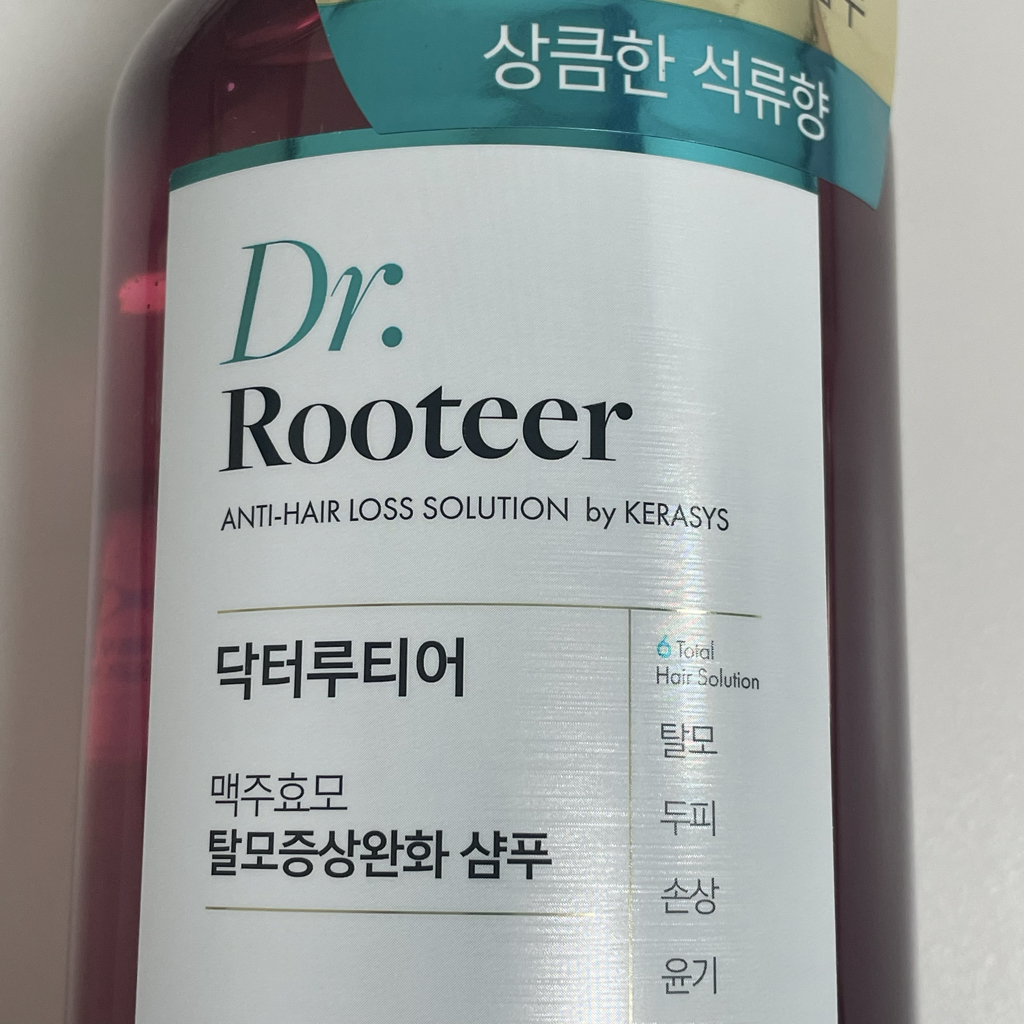 상큼한 석류향
Dr.
Rooteer
ANTI-HAIR LOSS SOLUTION by KERASYS
닥터루티어
맥주효모
탈모증상완화 샴푸
6 Total
Hair Solution
탈모
두피
손상
윤기